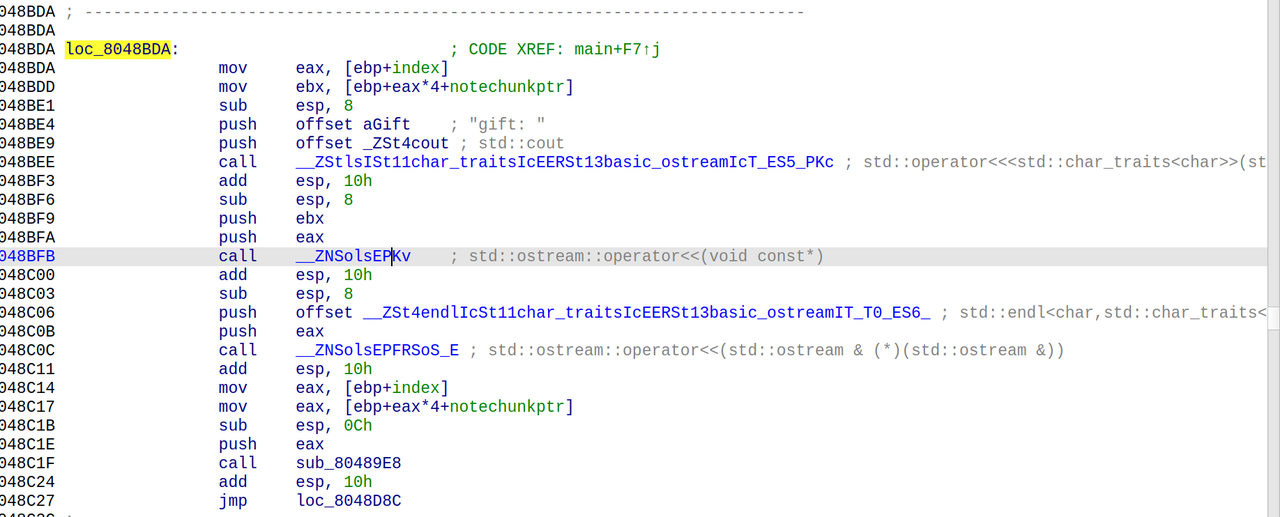 048BDA ; ---------------------------------------------------------------------------
048BDA
048BDA loc_8048BDA: ; CODE XREF: main+F7↑j
048BDA mov eax, [ebp+index]
048BDD mov ebx, [ebp+eax*4+notechunkptr]
048BE1 sub esp, 8
048BE4 push offset aGift ; "gift: "
048BE9 push offset _ZSt4cout ; std::cout
048BEE call __ZStlsISt11char_traitsIcEERSt13basic_ostreamIcT_ES5_PKc ; std::operator<<<std::char_traits<char>>(st
048BF3 add esp, 10h
048BF6 sub esp, 8
048BF9 push ebx
048BFA push eax
048BFB call __ZNSolsEPKv ; std::ostream::operator<<(void const*)
048C00 add esp, 10h
048C03 sub esp, 8
048C06 push offset __ZSt4endlIcSt11char_traitsIcEERSt13basic_ostreamIT_T0_ES6_ ; std::endl<char,std::char_traits<
048C0B push eax
048C0C call __ZNSolsEPFRSoS_E ; std::ostream::operator<<(std::ostream & (*)(std::ostream &))
048C11 add esp, 10h
048C14 mov eax, [ebp+index]
048C17 mov eax, [ebp+eax*4+notechunkptr]
048C1B sub esp, 0Ch
048C1E push eax
048C1F call sub_80489E8
048C24 add esp, 10h
048C27 jmp loc_8048D8C